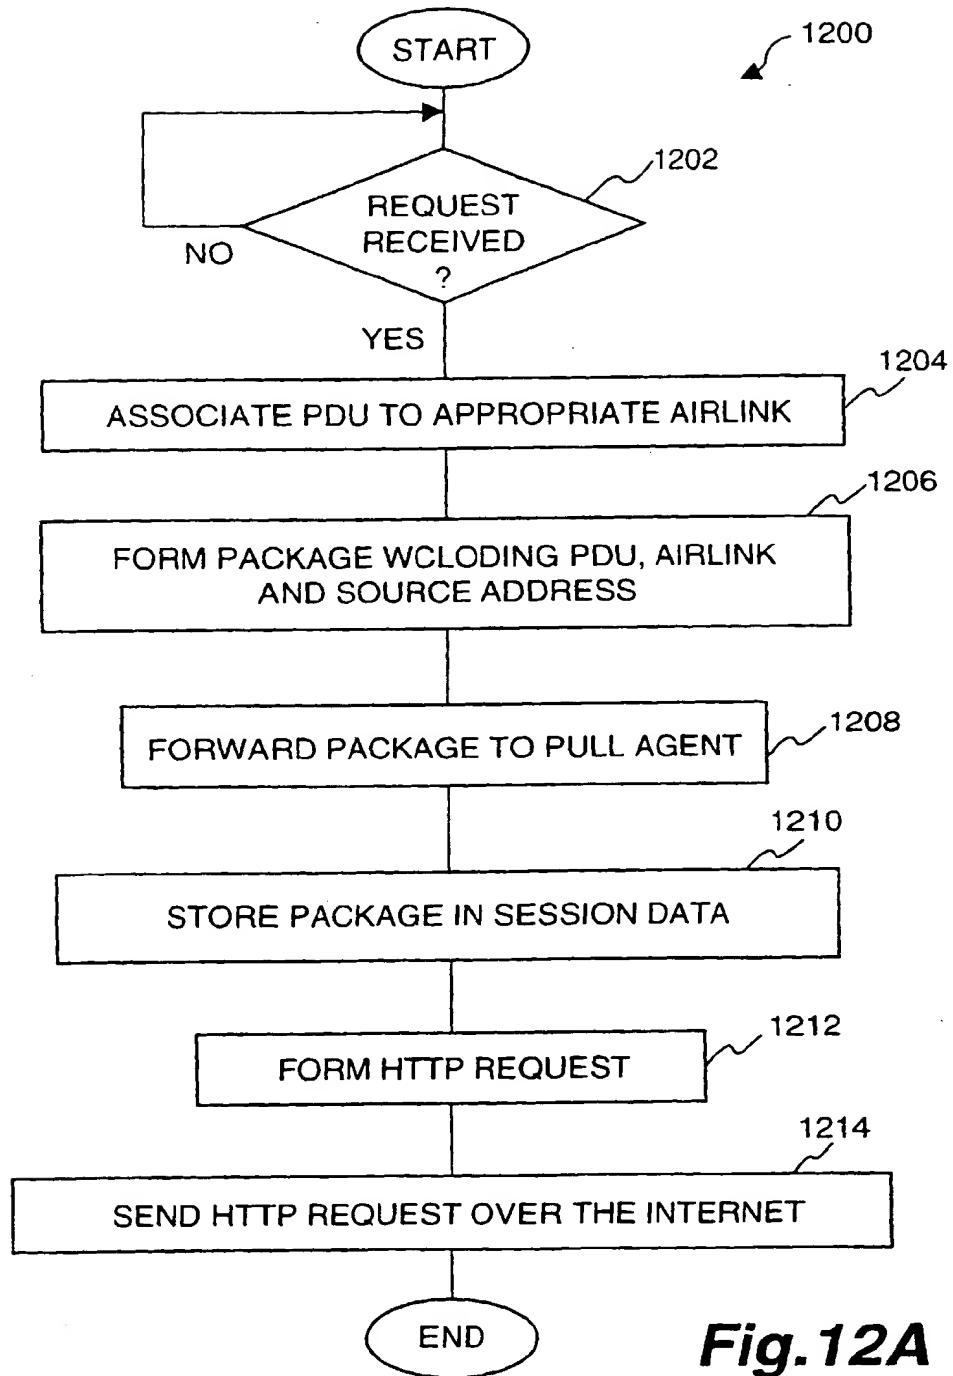 START
1200
1202
REQUEST
RECEIVED
?
NO
YES
1204
ASSOCIATE PDU TO APPROPRIATE AIRLINK
1206
FORM PACKAGE WCLODING PDU, AIRLINK
AND SOURCE ADDRESS
1208
FORWARD PACKAGE TO PULL AGENT
1210
STORE PACKAGE IN SESSION DATA
1212
FORM HTTP REQUEST
1214
SEND HTTP REQUEST OVER THE INTERNET
END
Fig.12A